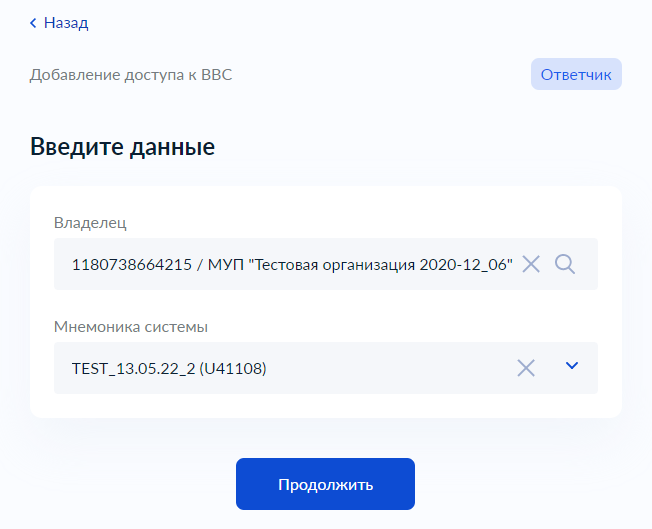 Назад
Добавление доступа к ВВС
Ответчик
Введите данные
Владелец
1180738664215 / МУП "Тестовая организация 2020-12_06"
Мнемоника системы
TEST_13.05.22_2 (U41108)
Продолжить